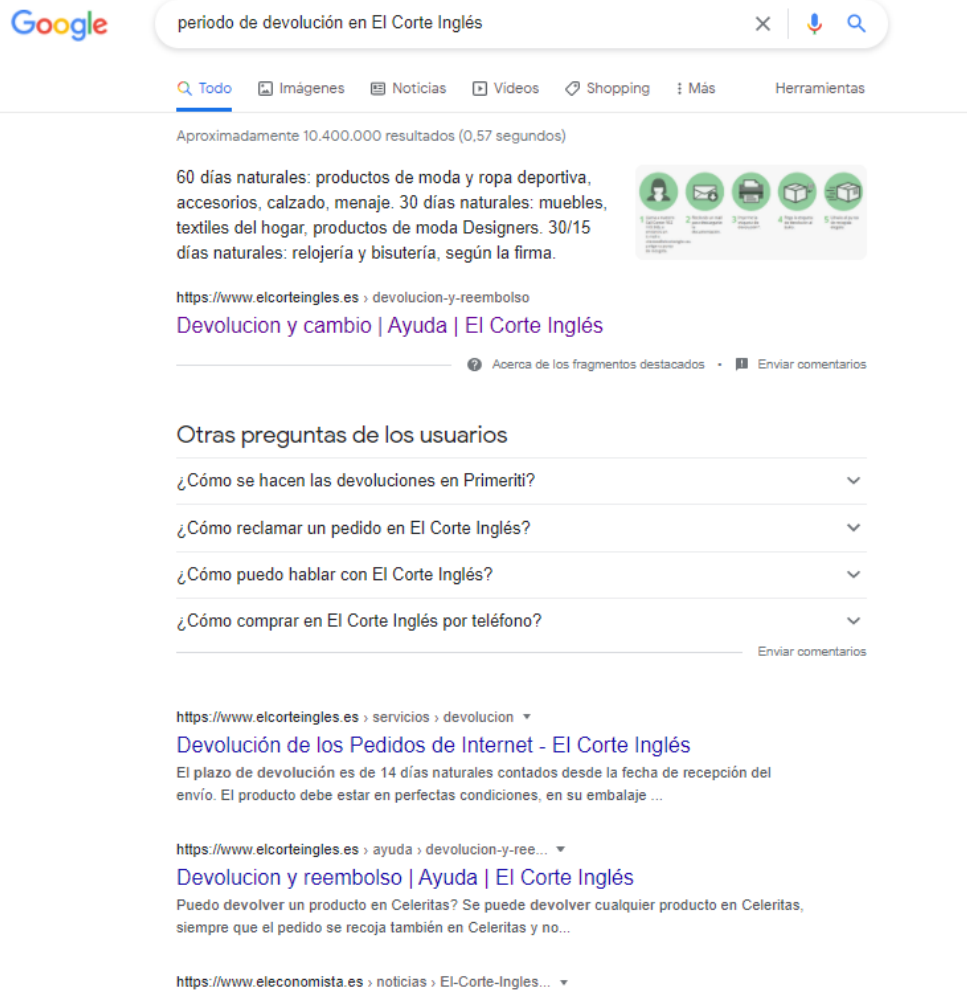 Google
periodo de devolución en El Corte Inglés
Todo Imágenes Noticias Vídeos Shopping Más Herramientas
Aproximadamente 10.400.000 resultados (0,57 segundos)
60 días naturales: productos de moda y ropa deportiva,
accesorios, calzado, menaje. 30 días naturales: muebles,
textiles del hogar, productos de moda Designers. 30/15
días naturales: relojería y bisutería, según la firma.
https://www.elcorteingles.es › devolucion-y-reembolso
Devolucion y cambio | Ayuda | El Corte Inglés
Acerca de los fragmentos destacados • Enviar comentarios
Otras preguntas de los usuarios
¿Cómo se hacen las devoluciones en Primeriti?
¿Cómo reclamar un pedido en El Corte Inglés?
¿Cómo puedo hablar con El Corte Inglés?
¿Cómo comprar en El Corte Inglés por teléfono?
Enviar comentarios
https://www.elcorteingles.es › servicios › devolucion
Devolución de los Pedidos de Internet - El Corte Inglés
El plazo de devolución es de 14 días naturales contados desde la fecha de recepción del
envío. El producto debe estar en perfectas condiciones, en su embalaje ...
https://www.elcorteingles.es › ayuda › devolucion-y-ree...
Devolucion y reembolso | Ayuda | El Corte Inglés
Puedo devolver un producto en Celeritas? Se puede devolver cualquier producto en Celeritas,
siempre que el pedido se recoja también en Celeritas y no...
https://www.eleconomista.es › noticias › El-Corte-Ingles...